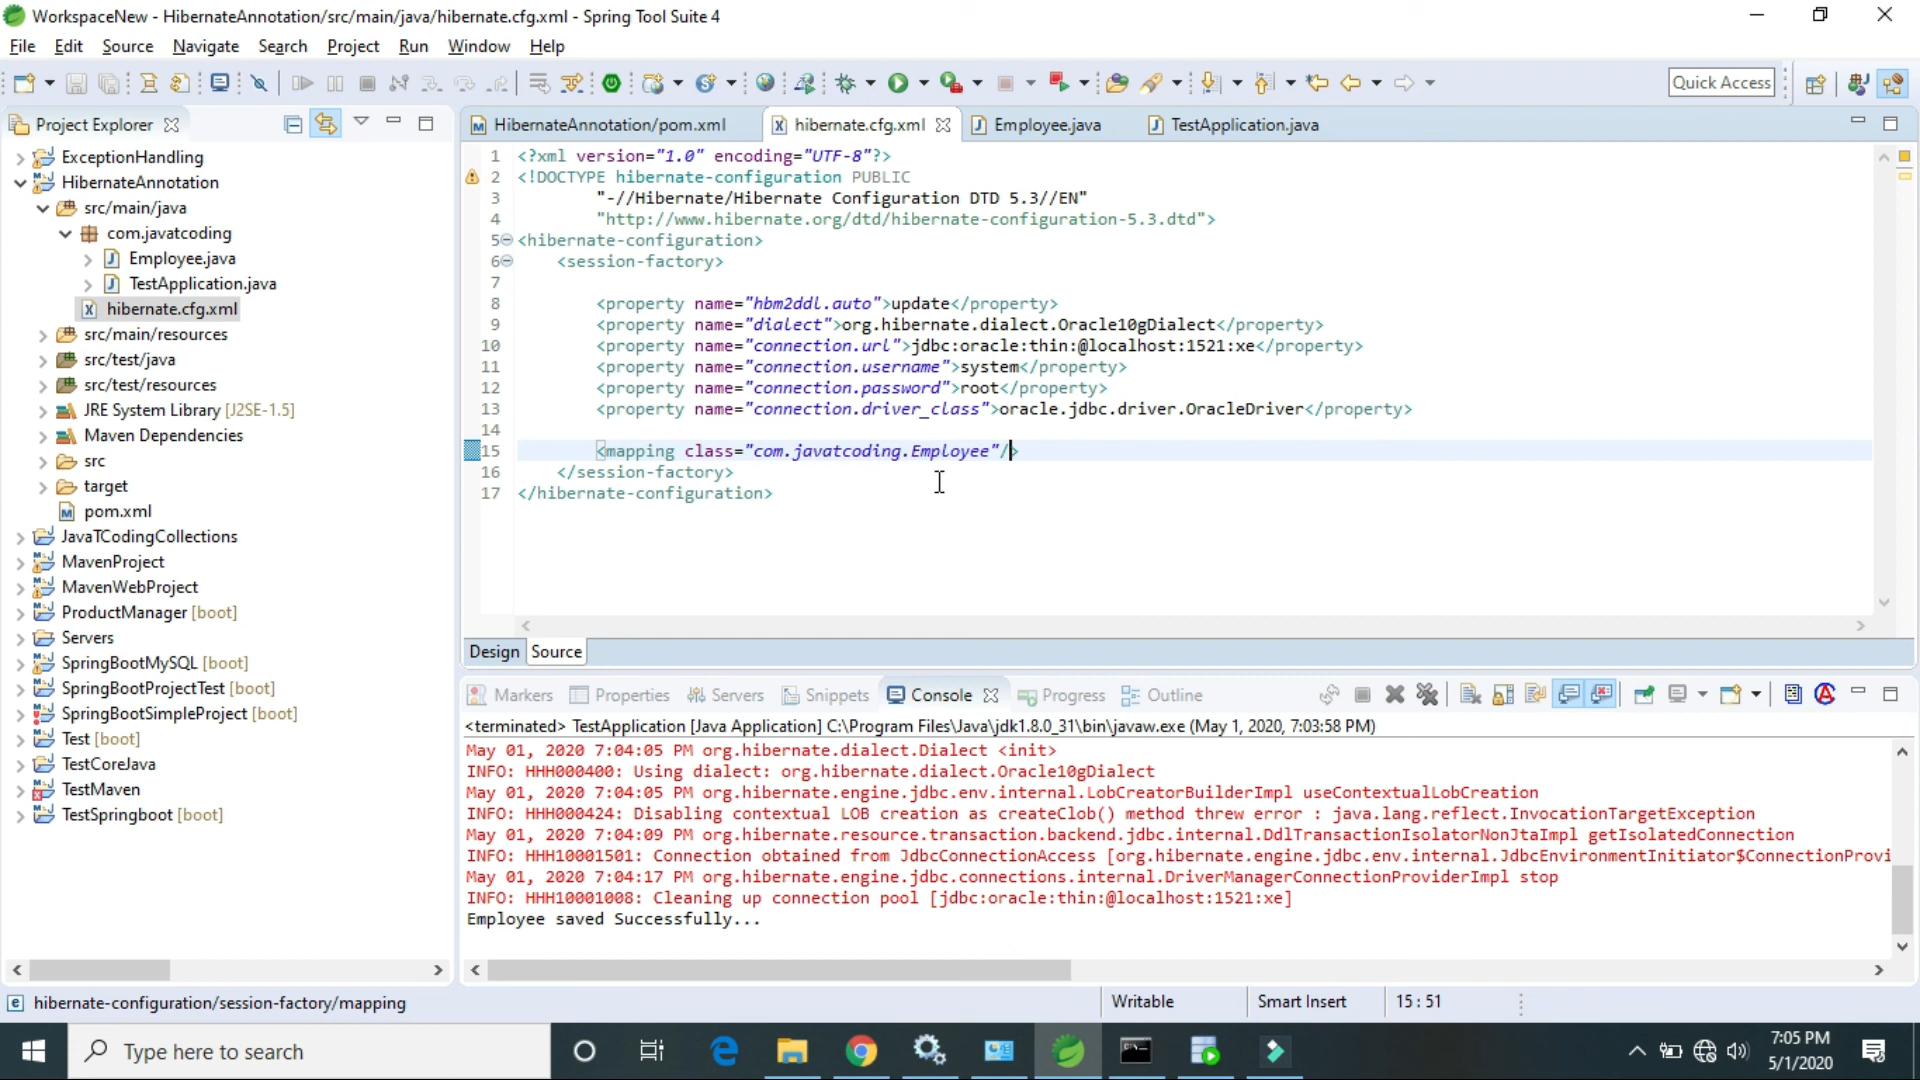 WorkspaceNew - HibernateAnnotation/src/main/java/hibernate.cfg.xml - Spring Tool Suite 4
File Edit Source Navigate Search Project Run Window Help
Quick Access
Project Explorer
ExceptionHandling
HibernateAnnotation
src/main/java
com.javatcoding
Employee.java
TestApplication.java
hibernate.cfg.xml
src/main/resources
src/test/java
src/test/resources
JRE System Library [J2SE-1.5]
Maven Dependencies
src
target
pom.xml
JavaTCodingCollections
MavenProject
MavenWebProject
ProductManager [boot]
Servers
SpringBootMySQL [boot]
SpringBootProjectTest [boot]
SpringBootSimpleProject [boot]
Test [boot]
TestCoreJava
TestMaven
TestSpringboot [boot]
HibernateAnnotation/pom.xml hibernate.cfg.xml Employee.java TestApplication.java
1 <?xml version="1.0" encoding="UTF-8"?>
2 <!DOCTYPE hibernate-configuration PUBLIC
3 "-//Hibernate/Hibernate Configuration DTD 5.3//EN"
4 "http://www.hibernate.org/dtd/hibernate-configuration-5.3.dtd">
5 <hibernate-configuration>
6 <session-factory>
7
8 <property name="hbm2ddl.auto">update</property>
9 <property name="dialect">org.hibernate.dialect.Oracle10gDialect</property>
10 <property name="connection.url">jdbc:oracle:thin:@localhost:1521:xe</property>
11 <property name="connection.username">system</property>
12 <property name="connection.password">root</property>
13 <property name="connection.driver_class">oracle.jdbc.driver.OracleDriver</property>
14
15 <mapping class="com.javatcoding.Employee"/>
16 </session-factory>
17 </hibernate-configuration>
Design Source
Markers Properties Servers Snippets Console Progress Outline
<terminated> TestApplication [Java Application] C:\Program Files\Java\jdk1.8.0_31\bin\javaw.exe (May 1, 2020, 7:03:58 PM)
May 01, 2020 7:04:05 PM org.hibernate.dialect.Dialect <init>
INFO: HHH000400: Using dialect: org.hibernate.dialect.Oracle10gDialect
May 01, 2020 7:04:05 PM org.hibernate.engine.jdbc.env.internal.LobCreatorBuilderImpl useContextualLobCreation
INFO: HHH000424: Disabling contextual LOB creation as createClob() method threw error : java.lang.reflect.InvocationTargetException
May 01, 2020 7:04:09 PM org.hibernate.resource.transaction.backend.jdbc.internal.DdlTransactionIsolatorNonJtaImpl getIsolatedConnection
INFO: HHH10001501: Connection obtained from JdbcConnectionAccess [org.hibernate.engine.jdbc.env.internal.JdbcEnvironmentInitiator$ConnectionProvi
May 01, 2020 7:04:17 PM org.hibernate.engine.jdbc.connections.internal.DriverManagerConnectionProviderImpl stop
INFO: HHH10001008: Cleaning up connection pool [jdbc:oracle:thin:@localhost:1521:xe]
Employee saved Successfully...
hibernate-configuration/session-factory/mapping
Writable
Smart Insert
15 : 51
Type here to search
7:05 PM
5/1/2020